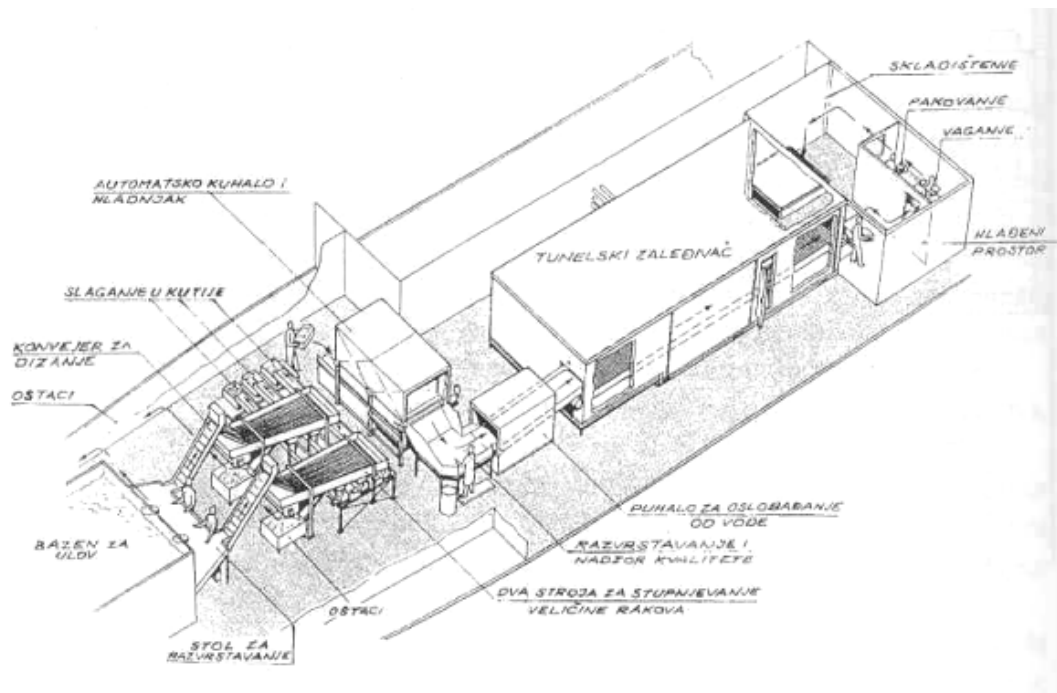 SKLADIŠTENJE
PAKOVANJE
VAGANJE
HLAĐENI
PROSTOR
AUTOMATSKO KUHALO I
HLADNJAK
TUNELSKI ZALEĐIVAČ
SLAGANJE U KUTIJE
KONVEJER ZA
DIZANJE
OSTACI
BAZEN ZA
ULOV
PUHALO ZA OSLOBAĐANJE
OD VODE
RAZVRSTAVANJE I
NADZOR KVALITETE
DVA STROJA ZA STUPNJEVANJE
VELIČINE RAKOVA
OSTACI
STOL ZA
RAZVRSTAVANJE